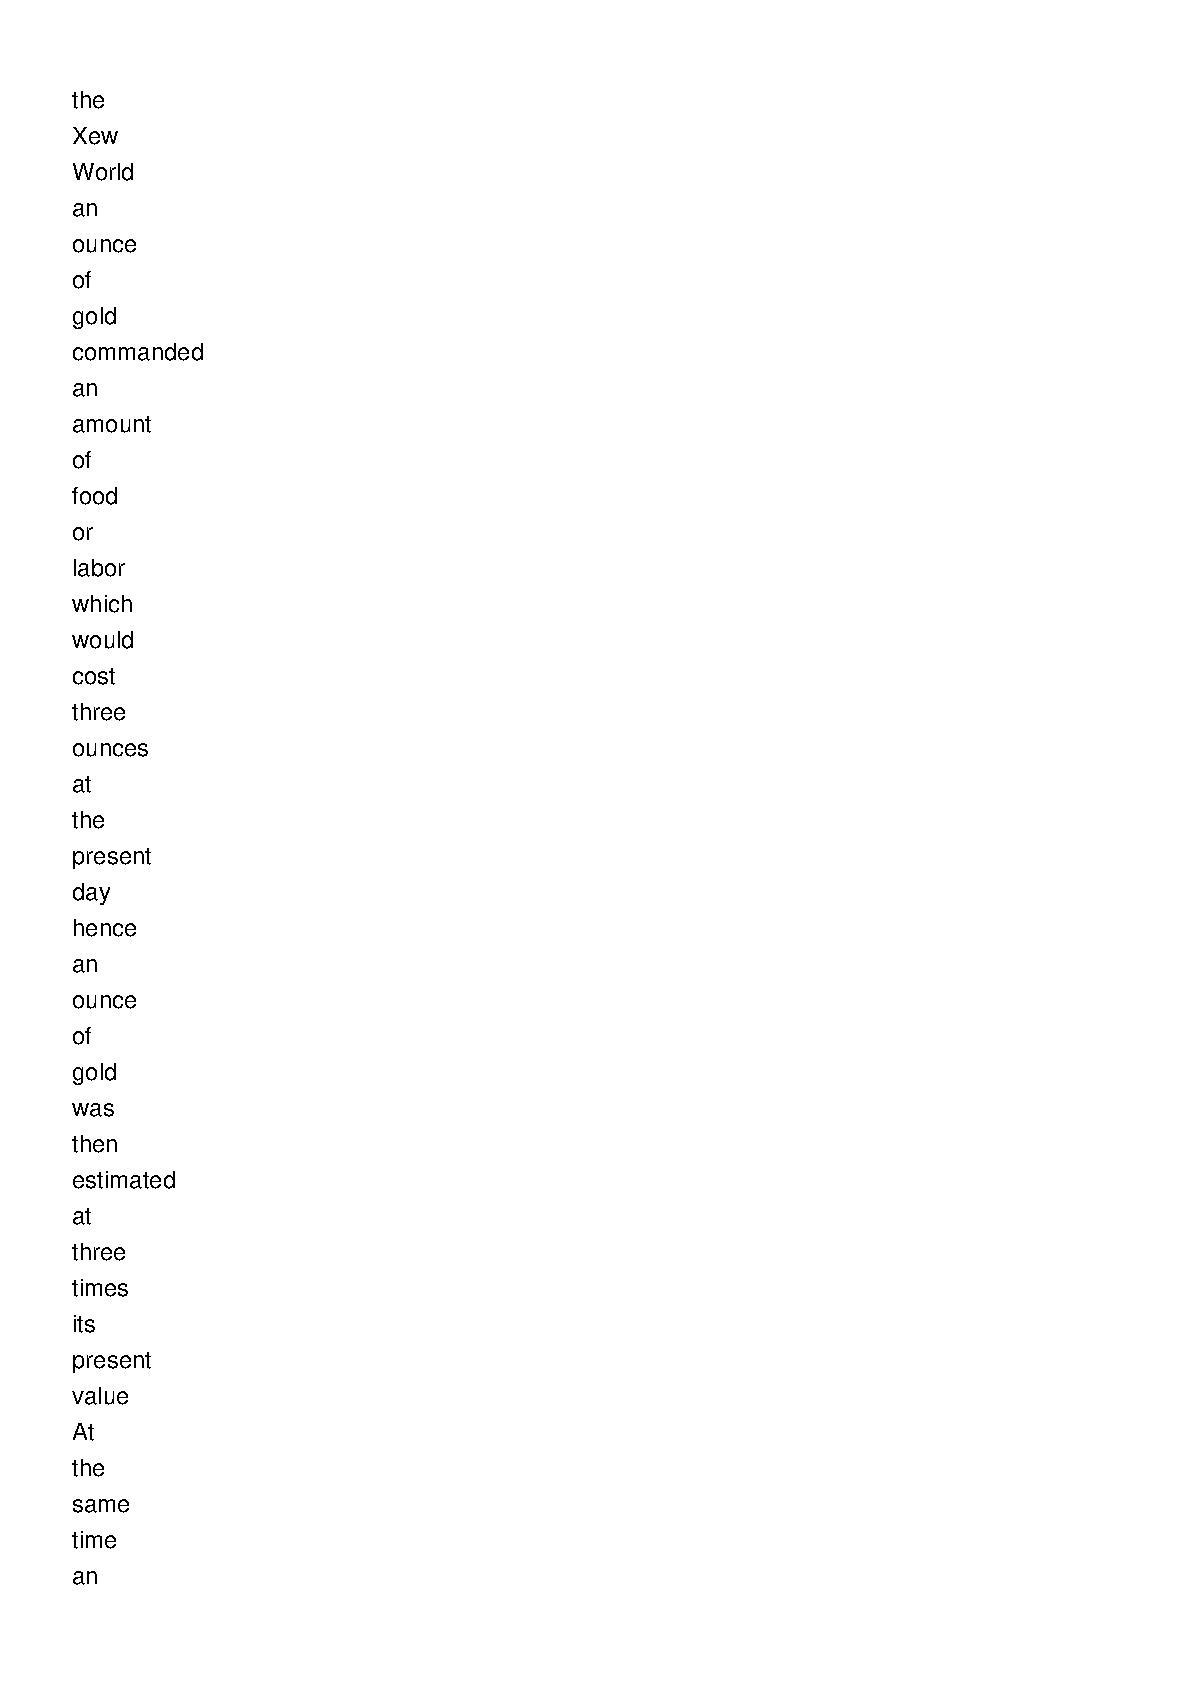 the
Xew
World
an
ounce
of
gold
commanded
an
amount
of
food
or
labor
which
would
cost
three
ounces
at
the
present
day
hence
an
ounce
of
gold
was
then
estimated
at
three
times
its
present
value
At
the
same
time
an